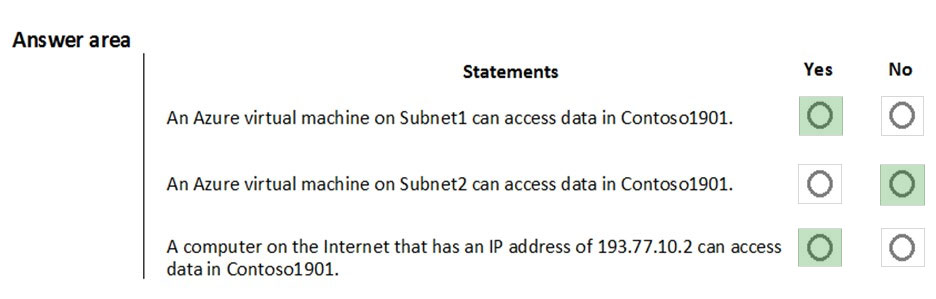 Answer area
Statements Yes No
An Azure virtual machine on Subnet1 can access data in Contoso1901.
An Azure virtual machine on Subnet2 can access data in Contoso1901.
A computer on the Internet that has an IP address of 193.77.10.2 can access
data in Contoso1901.